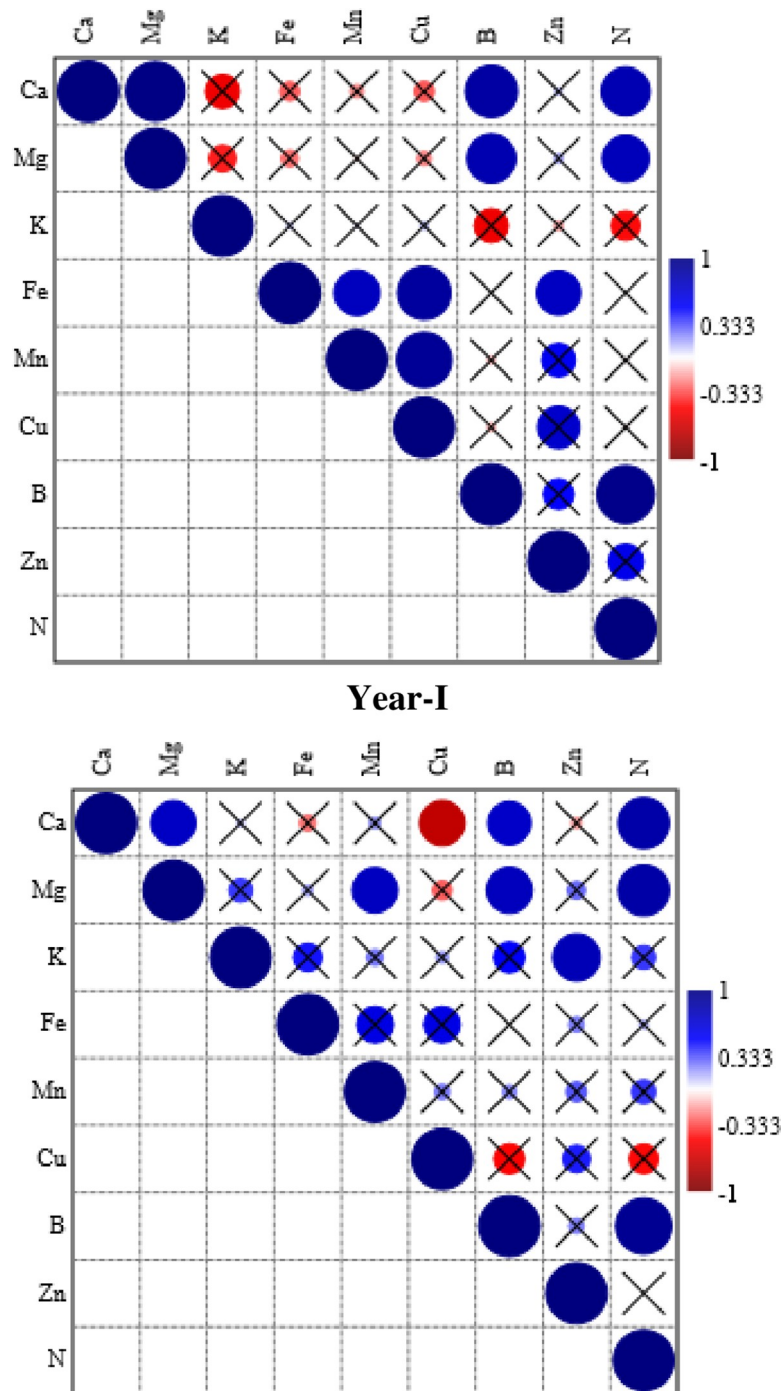 Ca Mg K Fe Mn Cu B Zn N
Ca
Mg
K
Fe
Mn
Cu
B
Zn
N
1
0.333
-0.333
-1
Year-I
Ca Mg K Fe Mn Cu B Zn N
Ca
Mg
K
Fe
Mn
Cu
B
Zn
N
1
0.333
-0.333
-1